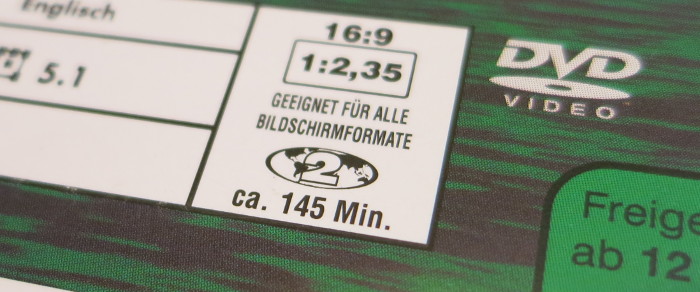 Englisch
5.1
16:9
1:2,35
GEEIGNET FÜR ALLE
BILDSCHIRMFORMATE
2
ca. 145 Min.
DVD
VIDEO
ab 12